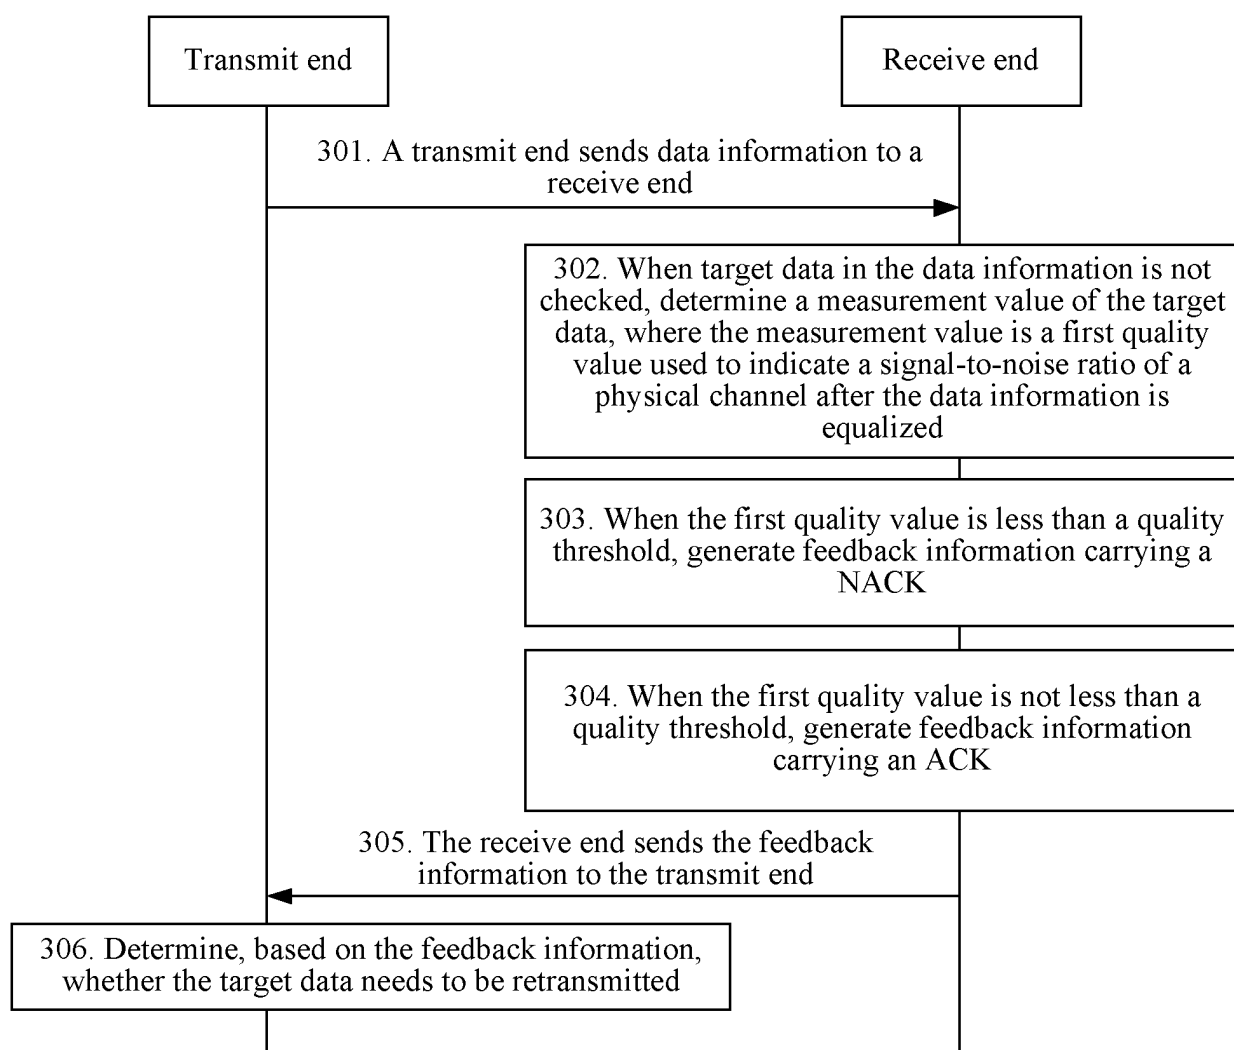 Transmit end
Receive end
301. A transmit end sends data information to a
receive end
302. When target data in the data information is not
checked, determine a measurement value of the target
data, where the measurement value is a first quality
value used to indicate a signal-to-noise ratio of a
physical channel after the data information is
equalized
303. When the first quality value is less than a quality
threshold, generate feedback information carrying a
NACK
304. When the first quality value is not less than a
quality threshold, generate feedback information
carrying an ACK
305. The receive end sends the feedback
information to the transmit end
306. Determine, based on the feedback information,
whether the target data needs to be retransmitted